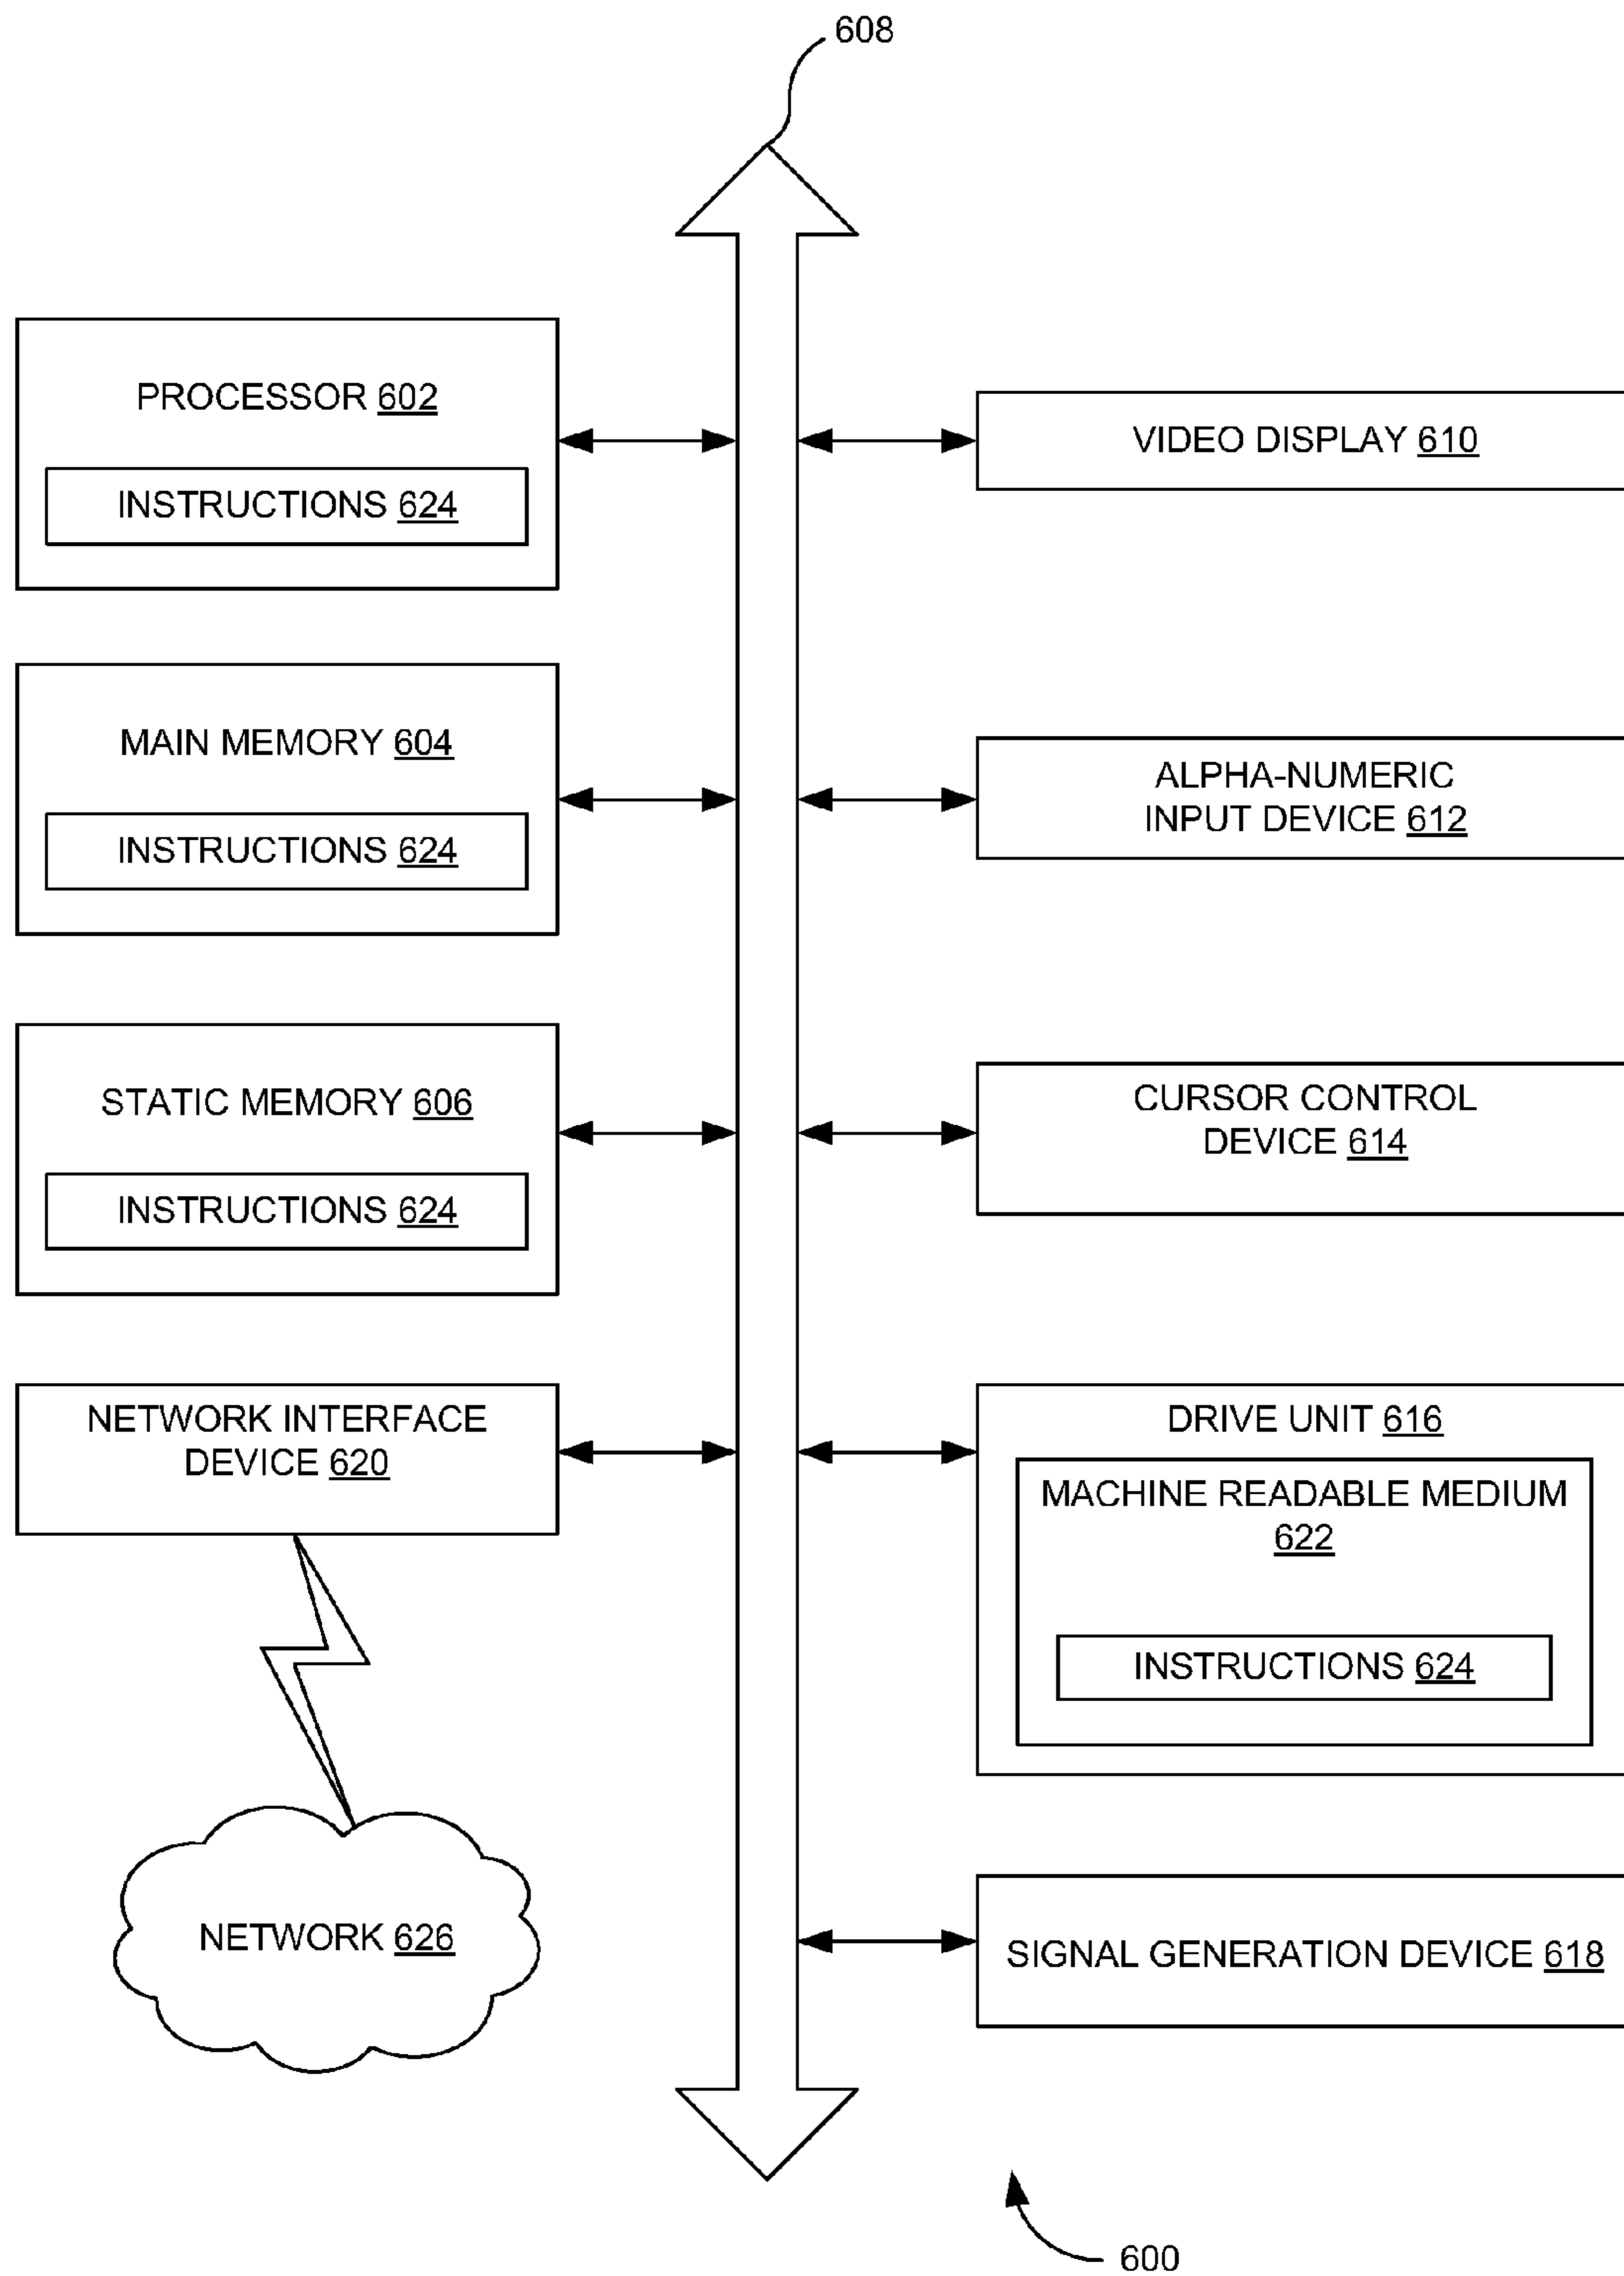 608
PROCESSOR 602
INSTRUCTIONS 624
MAIN MEMORY 604
INSTRUCTIONS 624
STATIC MEMORY 606
INSTRUCTIONS 624
NETWORK INTERFACE
DEVICE 620
NETWORK 626
VIDEO DISPLAY 610
ALPHA-NUMERIC
INPUT DEVICE 612
CURSOR CONTROL
DEVICE 614
DRIVE UNIT 616
MACHINE READABLE MEDIUM
622
INSTRUCTIONS 624
SIGNAL GENERATION DEVICE 618
600